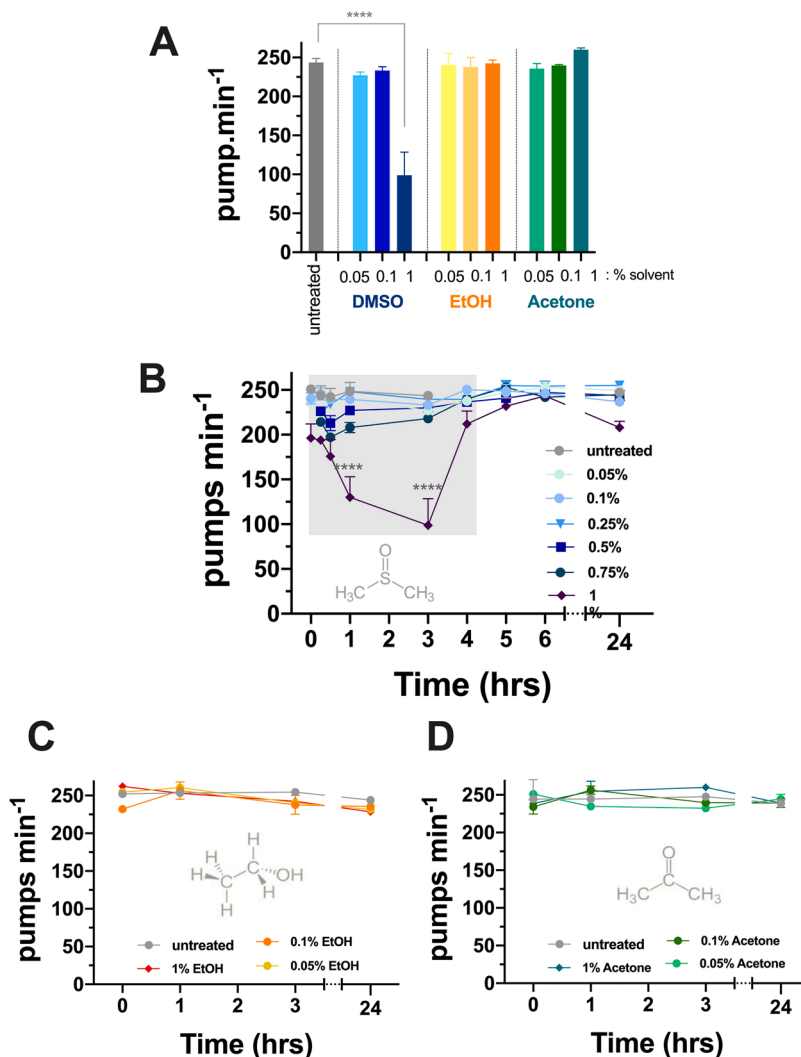 A
****
pump.min-1
250
200
150
100
50
0
untreated
0.05 0.1 1
0.05 0.1 1
0.05 0.1 1
: % solvent
DMSO
EtOH
Acetone
B
pumps min-1
250
200
150
100
50
0
****
****
O
S
H3C
CH3
untreated
0.05%
0.1%
0.25%
0.5%
0.75%
1
%
0 1 3 4 5 6 24
Time (hrs)
C
pumps min-1
250
200
150
100
50
0
H
H
H
C
C
OH
H
H
untreated
0.1% EtOH
1% EtOH
0.05% EtOH
0 1 2 3 24
Time (hrs)
D
pumps min-1
250
200
150
100
50
0
O
C
H3C
CH3
untreated
0.1% Acetone
1% Acetone
0.05% Acetone
0 1 2 3 24
Time (hrs)